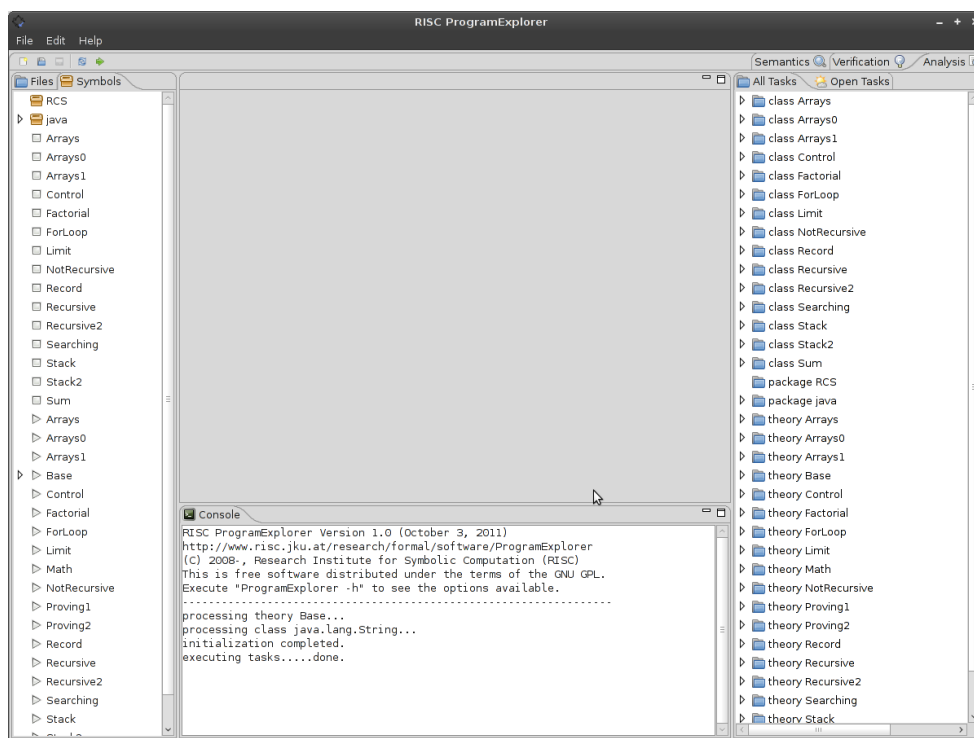 RISC ProgramExplorer
File Edit Help
Semantics Verification Analysis
Files Symbols
RCS
java
Arrays
Arrays0
Arrays1
Control
Factorial
ForLoop
Limit
NotRecursive
Record
Recursive
Recursive2
Searching
Stack
Stack2
Sum
Arrays
Arrays0
Arrays1
Base
Control
Factorial
ForLoop
Limit
Math
NotRecursive
Proving1
Proving2
Record
Recursive
Recursive2
Searching
Stack
Console
RISC ProgramExplorer Version 1.0 (October 3, 2011)
http://www.risc.jku.at/research/formal/software/ProgramExplorer
(C) 2008-, Research Institute for Symbolic Computation (RISC)
This is free software distributed under the terms of the GNU GPL.
Execute "ProgramExplorer -h" to see the options available.
-----------------------------------------------------------------
processing theory Base...
processing class java.lang.String...
initialization completed.
executing tasks.....done.
All Tasks Open Tasks
class Arrays
class Arrays0
class Arrays1
class Control
class Factorial
class ForLoop
class Limit
class NotRecursive
class Record
class Recursive
class Recursive2
class Searching
class Stack
class Stack2
class Sum
package RCS
package java
theory Arrays
theory Arrays0
theory Arrays1
theory Base
theory Control
theory Factorial
theory ForLoop
theory Limit
theory Math
theory NotRecursive
theory Proving1
theory Proving2
theory Record
theory Recursive
theory Recursive2
theory Searching
theory Stack